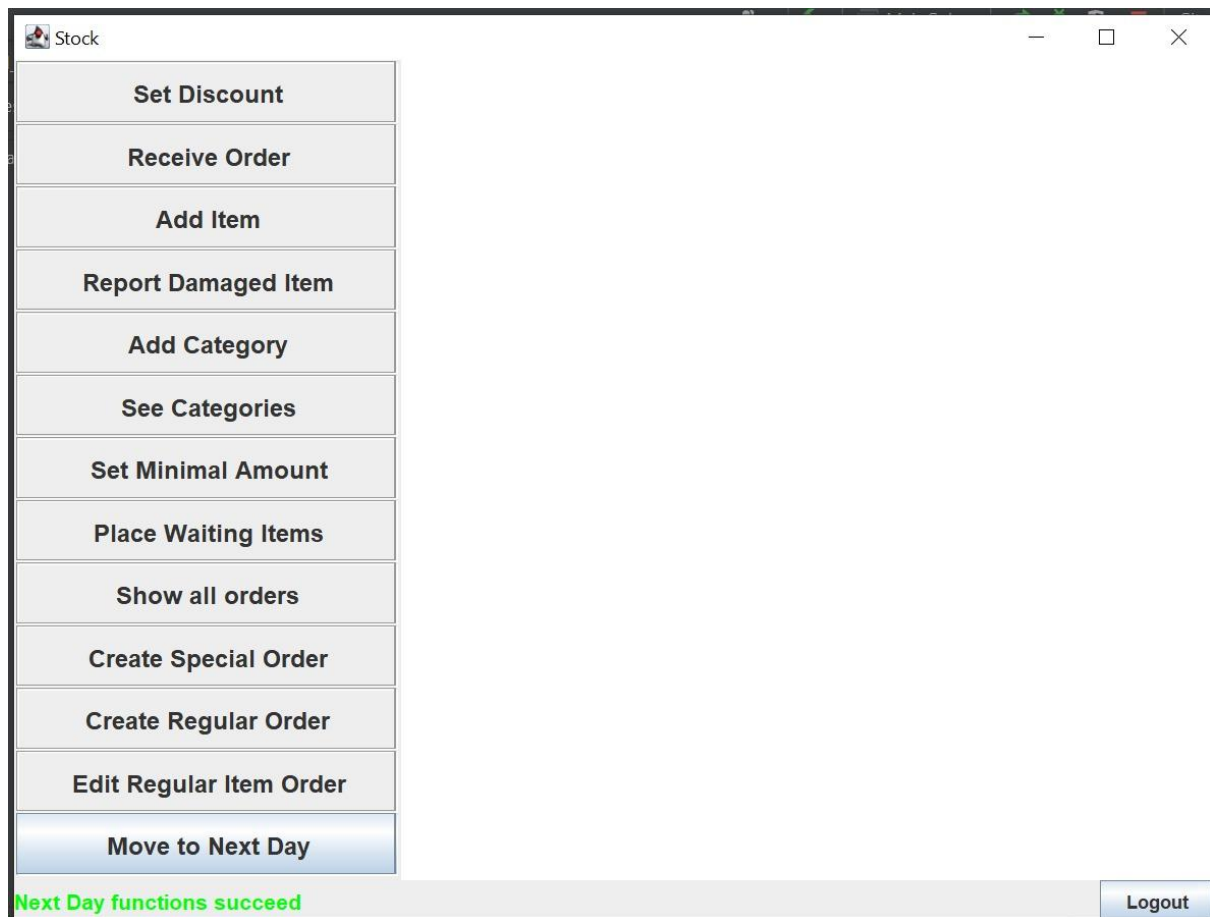 Stock
Set Discount
Receive Order
Add Item
Report Damaged Item
Add Category
See Categories
Set Minimal Amount
Place Waiting Items
Show all orders
Create Special Order
Create Regular Order
Edit Regular Item Order
Move to Next Day
Next Day functions succeed
Logout